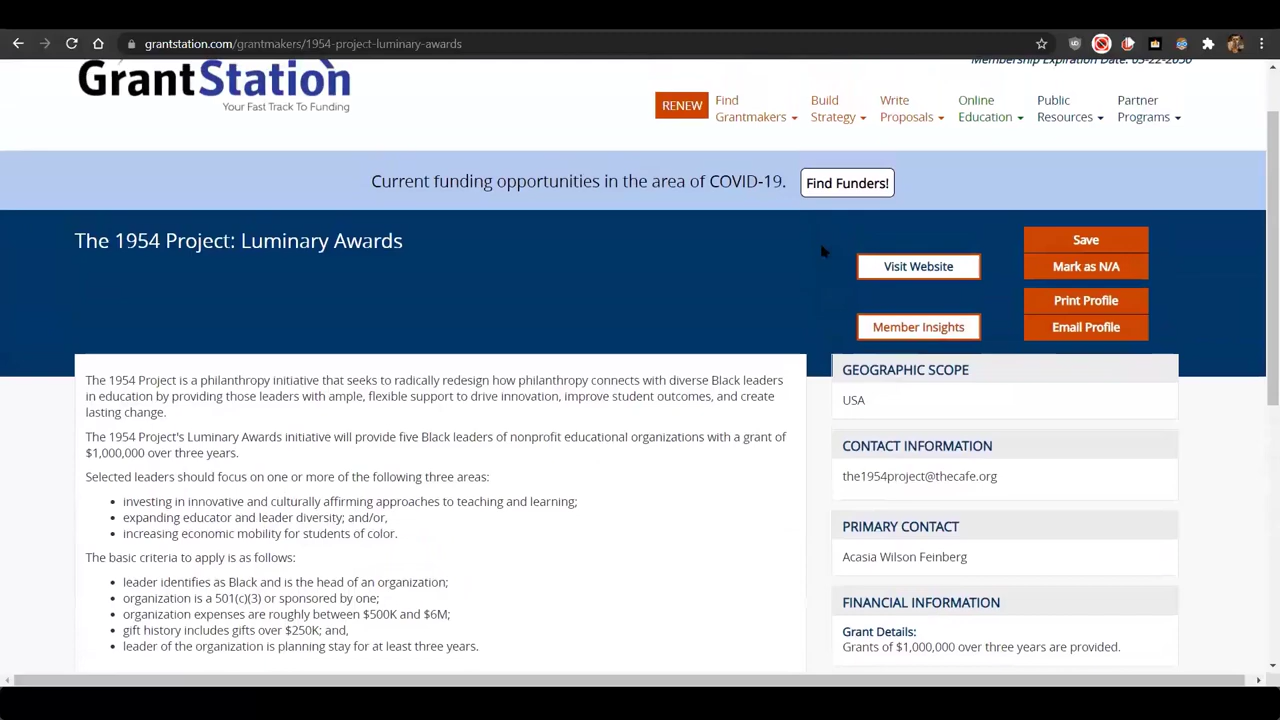 grantstation.com/grantmakers/1954-project-luminary-awards
GrantStation
Your Fast Track To Funding
Membership Expiration Date: 05-22-2050
RENEW
Find Grantmakers
Build Strategy
Write Proposals
Online Education
Public Resources
Partner Programs
Current funding opportunities in the area of COVID-19.
Find Funders!
The 1954 Project: Luminary Awards
Visit Website
Member Insights
Save
Mark as N/A
Print Profile
Email Profile
The 1954 Project is a philanthropy initiative that seeks to radically redesign how philanthropy connects with diverse Black leaders
in education by providing those leaders with ample, flexible support to drive innovation, improve student outcomes, and create
lasting change.
The 1954 Project's Luminary Awards initiative will provide five Black leaders of nonprofit educational organizations with a grant of
$1,000,000 over three years.
Selected leaders should focus on one or more of the following three areas:
• investing in innovative and culturally affirming approaches to teaching and learning;
• expanding educator and leader diversity; and/or,
• increasing economic mobility for students of color.
The basic criteria to apply is as follows:
• leader identifies as Black and is the head of an organization;
• organization is a 501(c)(3) or sponsored by one;
• organization expenses are roughly between $500K and $6M;
• gift history includes gifts over $250K; and,
• leader of the organization is planning stay for at least three years.
GEOGRAPHIC SCOPE
USA
CONTACT INFORMATION
the1954project@thecafe.org
PRIMARY CONTACT
Acasia Wilson Feinberg
FINANCIAL INFORMATION
Grant Details:
Grants of $1,000,000 over three years are provided.